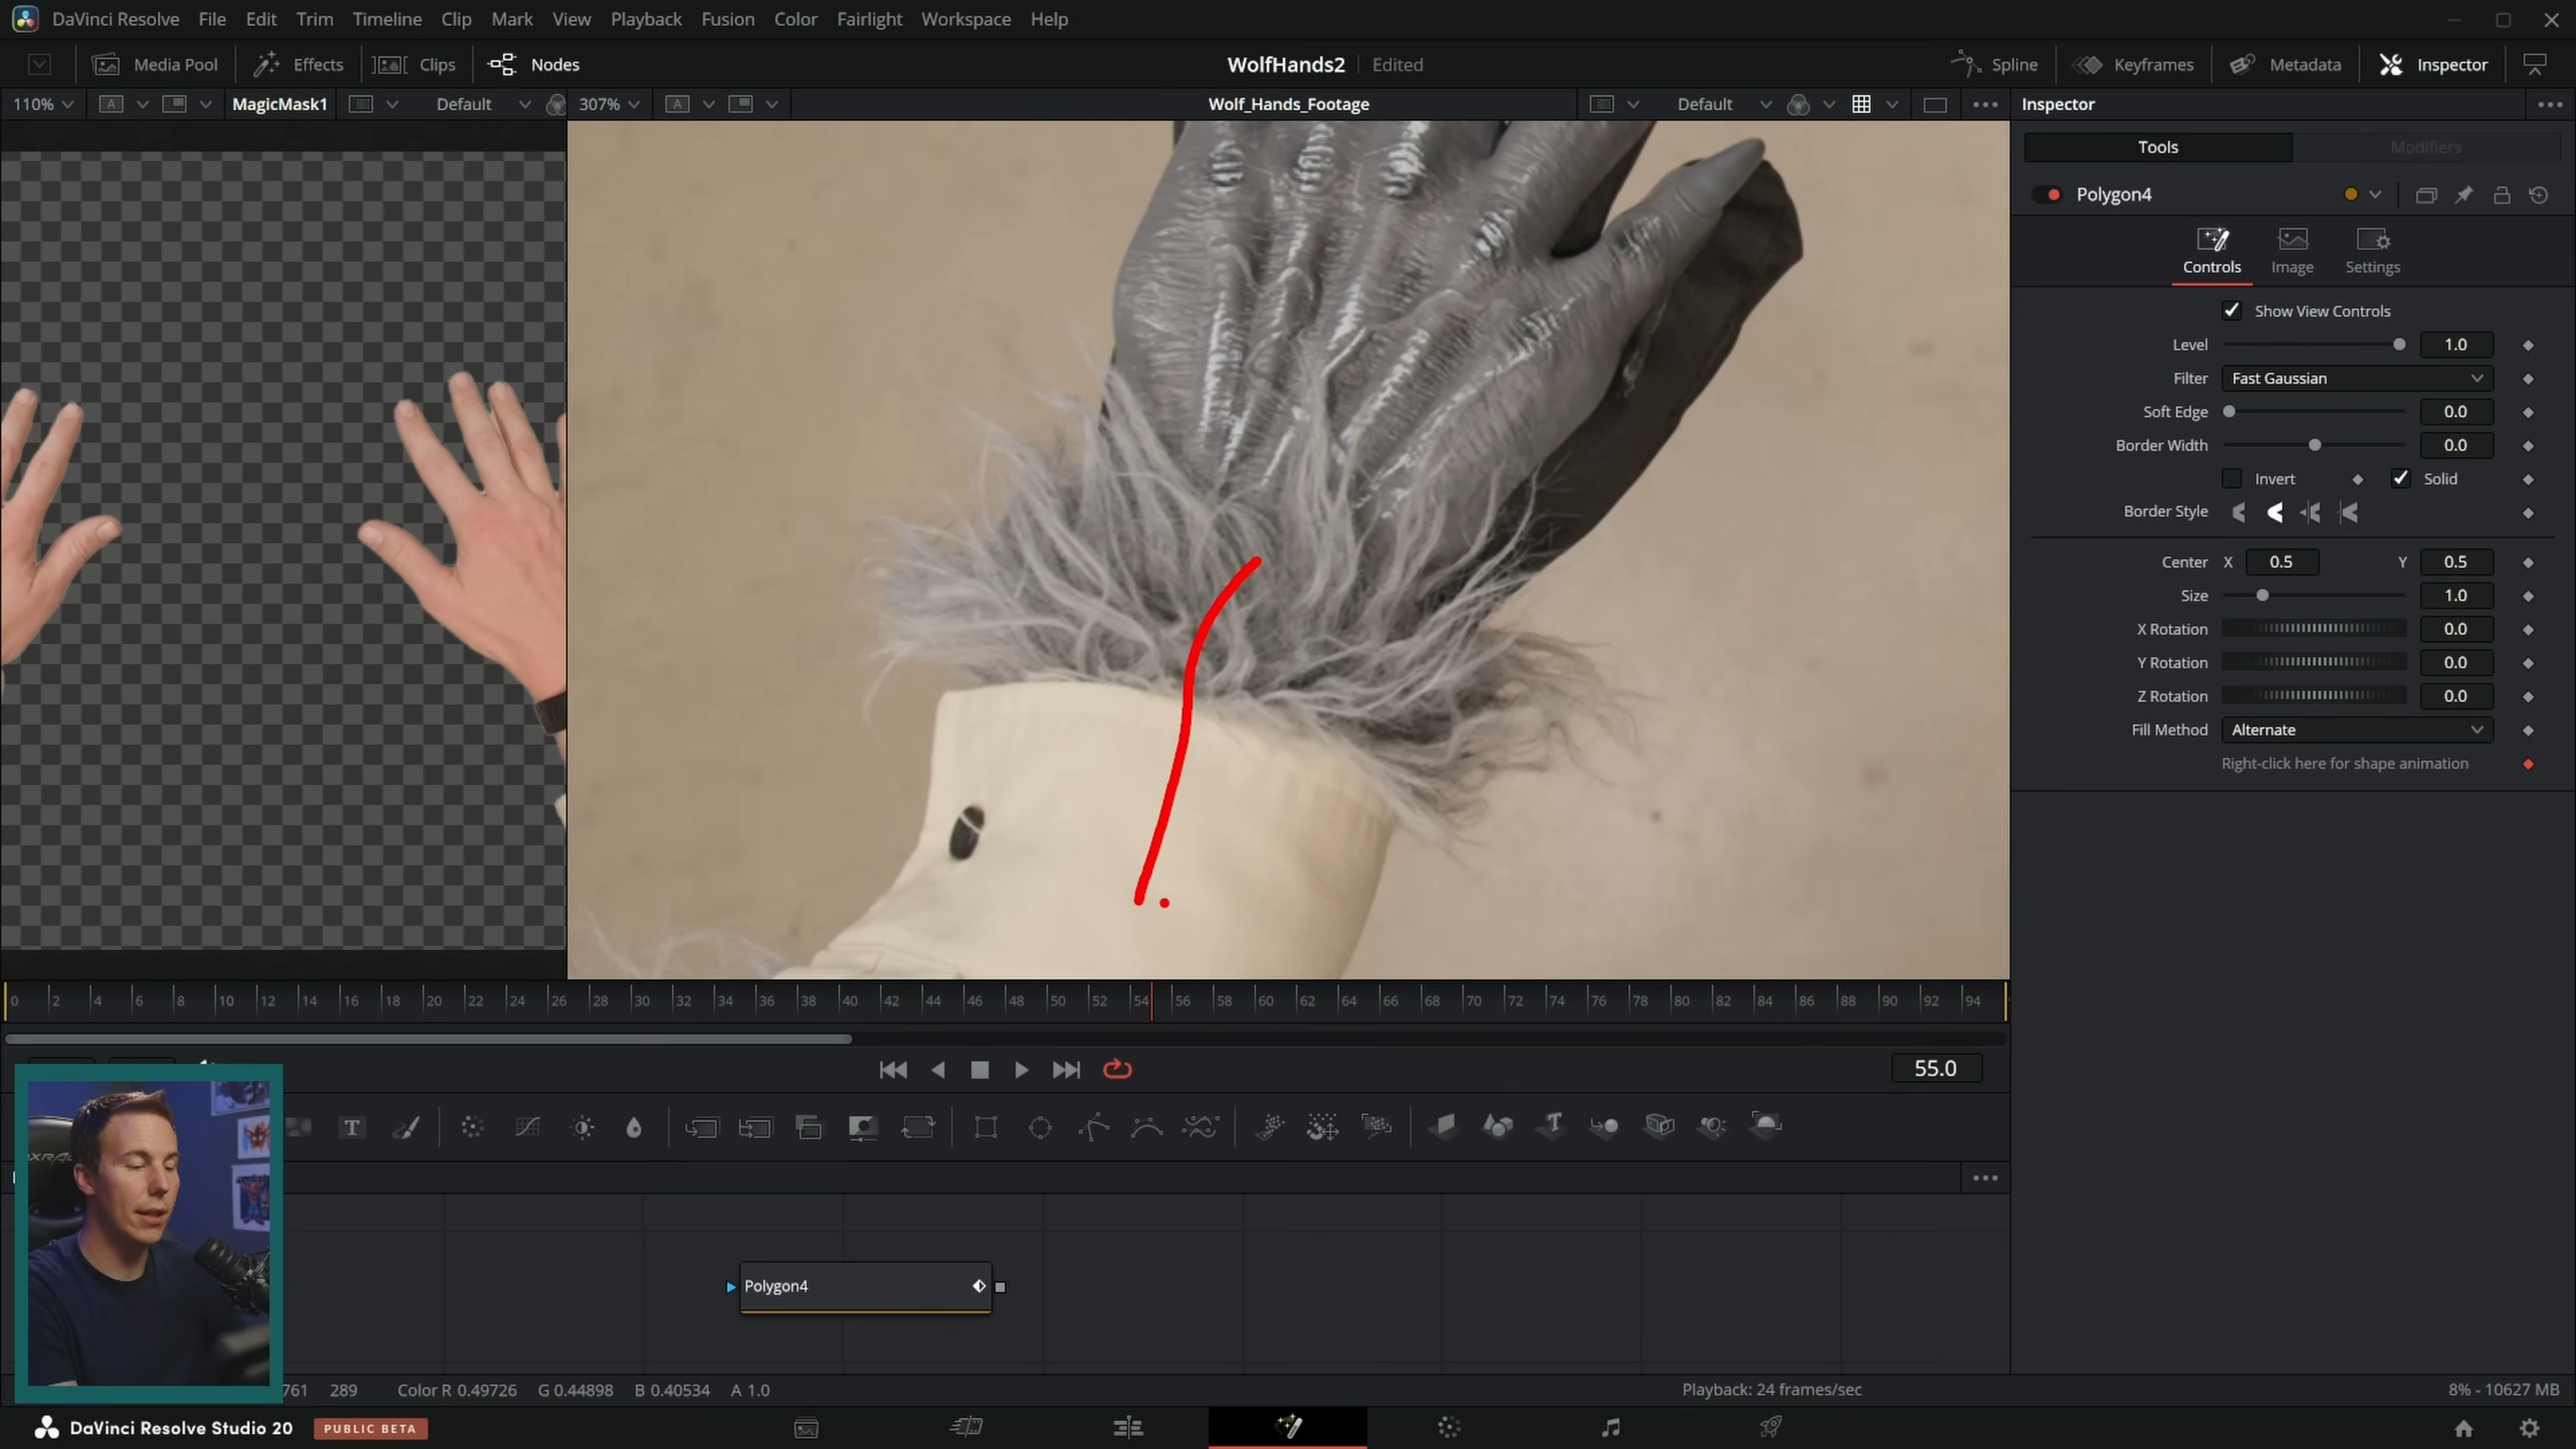 DaVinci Resolve File Edit Trim Timeline Clip Mark View Playback Fusion Color Fairlight Workspace Help
Media Pool Effects Clips Nodes WolfHands2 Edited Spline Keyframes Metadata Inspector
110% A MagicMask1 Default 307% A Wolf_Hands_Footage Default Inspector
Tools Modifiers
Polygon4
Controls Image Settings
Show View Controls
Level 1.0
Filter Fast Gaussian
Soft Edge 0.0
Border Width 0.0
Invert Solid
Border Style
Center X 0.5 Y 0.5
Size 1.0
X Rotation 0.0
Y Rotation 0.0
Z Rotation 0.0
Fill Method Alternate
Right-click here for shape animation
0 2 4 6 8 10 12 14 16 18 20 22 24 26 28 30 32 34 36 38 40 42 44 46 48 50 52 54 56 58 60 62 64 66 68 70 72 74 76 78 80 82 84 86 88 90 92 94
55.0
T T
Polygon4
761 289 Color R 0.49726 G 0.44898 B 0.40534 A 1.0 Playback: 24 frames/sec 8% - 10627 MB
DaVinci Resolve Studio 20 PUBLIC BETA